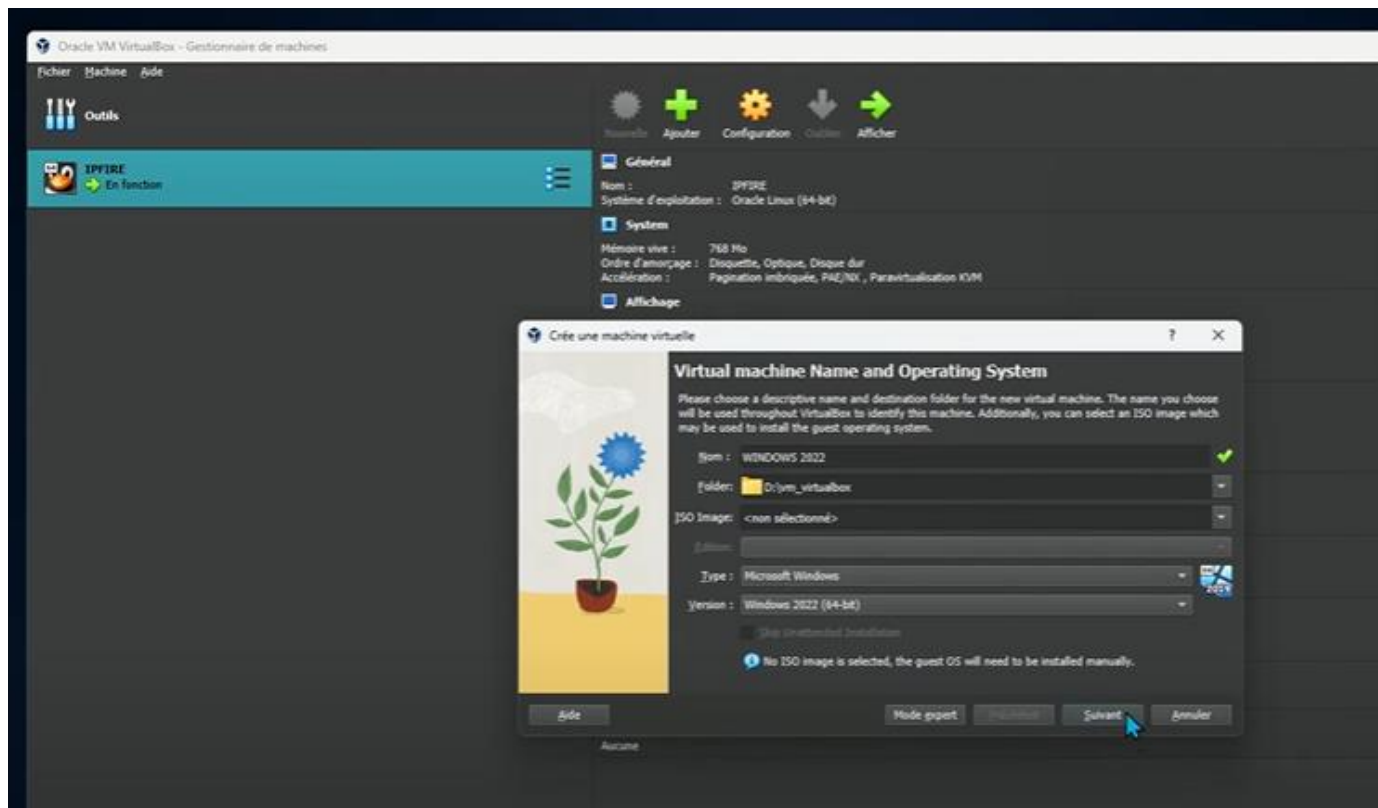 Oracle VM VirtualBox - Gestionnaire de machines
Fichier Machine Aide
Outils
Nouvelle Ajouter Configuration Oublier Afficher
IPFIRE
En fonction
Général
Nom : IPFIRE
Système d'exploitation : Oracle Linux (64-bit)
System
Mémoire vive : 768 Mo
Ordre d'amorçage : Disquette, Optique, Disque dur
Accélération : Pagination imbriquée, PAE/NX , Paravirtualisation KVM
Affichage
Crée une machine virtuelle ? X
Virtual machine Name and Operating System
Please choose a descriptive name and destination folder for the new virtual machine. The name you choose
will be used throughout VirtualBox to identify this machine. Additionally, you can select an ISO image which
may be used to install the guest operating system.
Nom : WINDOWS 2022
Folder: D:\vm_virtualbox
ISO Image: <non sélectionné>
Edition:
Type : Microsoft Windows
Version : Windows 2022 (64-bit)
Skip Unattended Installation
No ISO image is selected, the guest OS will need to be installed manually.
Aide Mode expert Suivant Annuler
Aucune